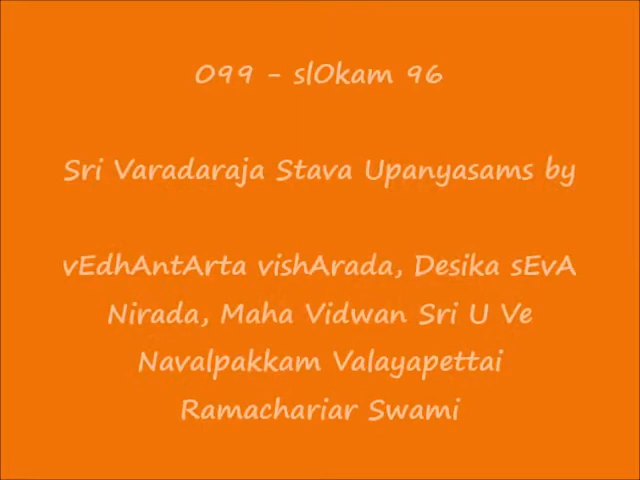 099 - slOkam 96
Sri Varadaraja Stava Upanyasams by
vEdhAntArta vishArada, Desika sEvA
Nirada, Maha Vidwan Sri U Ve
Navalpakkam Valayapettai
Ramachariar Swami